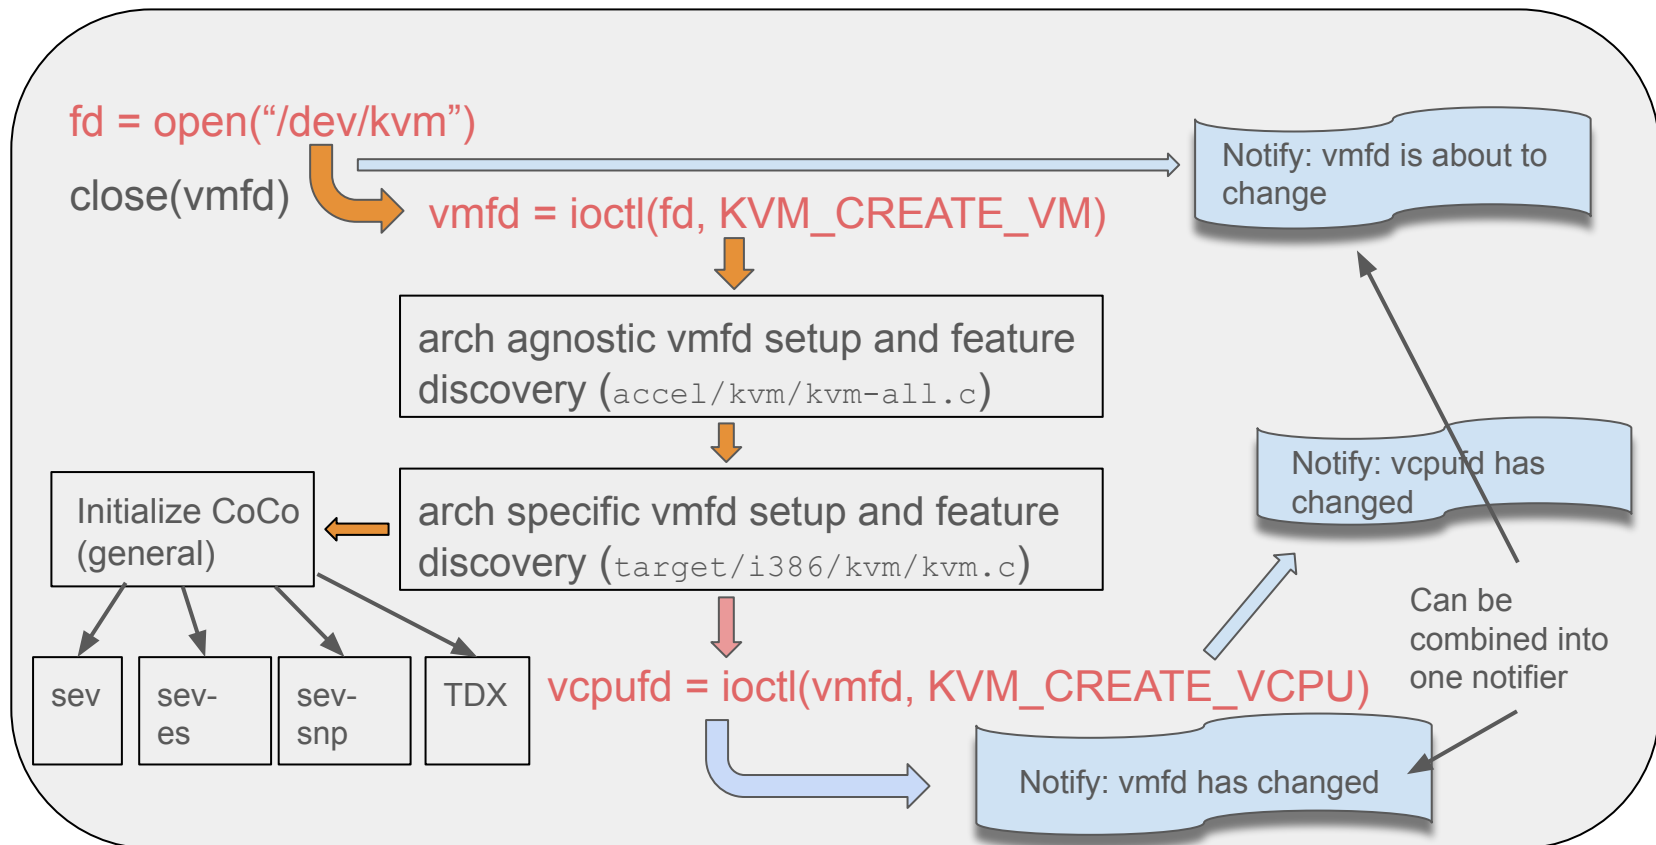 fd = open(“/dev/kvm”)
close(vmfd)
vmfd = ioctl(fd, KVM_CREATE_VM)
Notify: vmfd is about to
change
arch agnostic vmfd setup and feature
discovery (accel/kvm/kvm-all.c)
arch specific vmfd setup and feature
discovery (target/i386/kvm/kvm.c)
Initialize CoCo
(general)
sev
sev-
es
sev-
snp
TDX
vcpufd = ioctl(vmfd, KVM_CREATE_VCPU)
Notify: vcpufd has
changed
Notify: vmfd has changed
Can be
combined into
one notifier